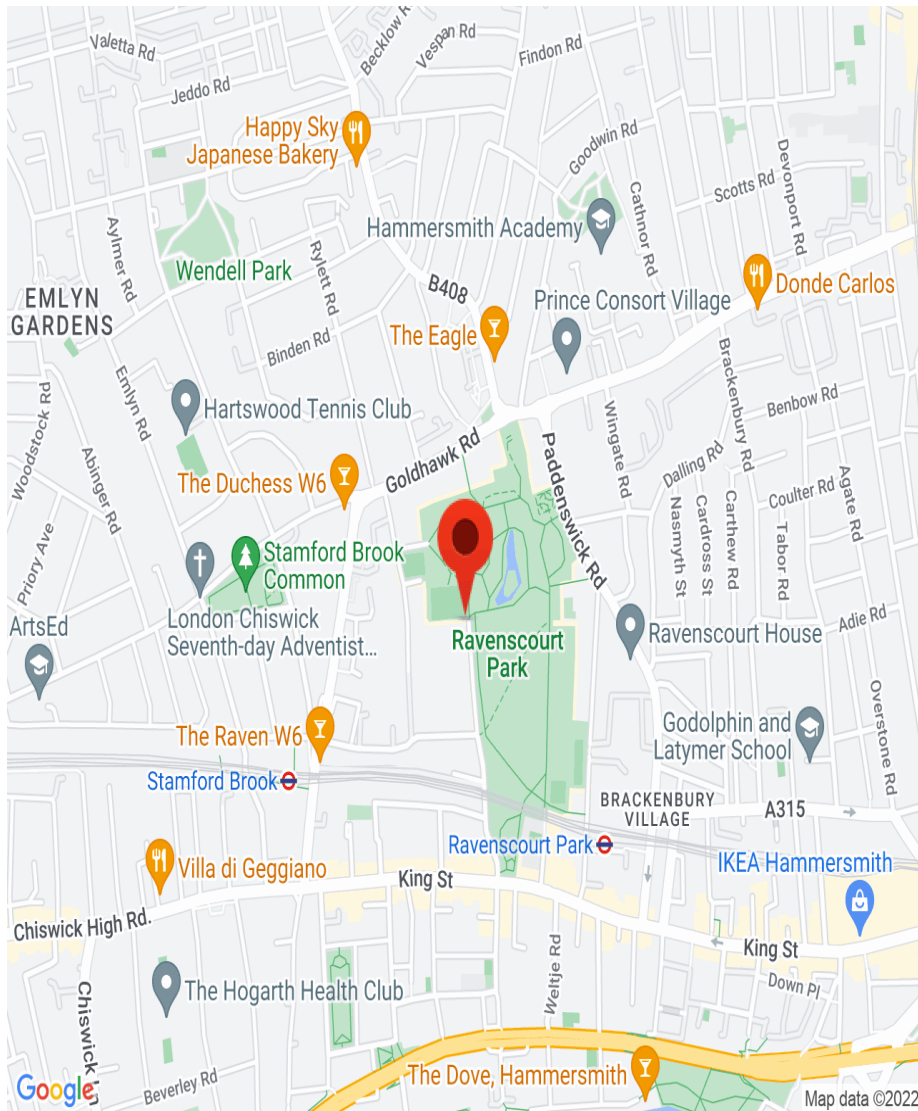 Valetta Rd
Becklow R
Vespan Rd
Findon Rd
Jeddo Rd
Happy Sky
Japanese Bakery
Goodwin Rd
Devonport Rd
Scotts Rd
Cathnor Rd
Hammersmith Academy
Aylmer Rd
Wendell Park
Rylett Rd
B408
Donde Carlos
EMLYN
GARDENS
Prince Consort Village
The Eagle
Binden Rd
Brackenbury Rd
Emlyn Rd
Benbow Rd
Woodstock Rd
Hartswood Tennis Club
Wingate Rd
Abinger Rd
Goldhawk Rd
Paddenswick Rd
Dalling Rd
The Duchess W6
Coulter Rd
Agate Rd
Nasmyth St
Cardross St
Carthew Rd
Tabor Rd
Priory Ave
Stamford Brook
Common
ArtsEd
London Chiswick
Seventh-day Adventist...
Ravenscourt
Park
Ravenscourt House
Adie Rd
Overstone Rd
Godolphin and
Latymer School
The Raven W6
Stamford Brook
BRACKENBURY
VILLAGE
A315
Ravenscourt Park
IKEA Hammersmith
Villa di Geggiano
King St
Chiswick High Rd.
King St
Weltje Rd
Down Pl
The Hogarth Health Club
Chiswick Ln
The Dove, Hammersmith
Beverley Rd
Google
Map data ©2022